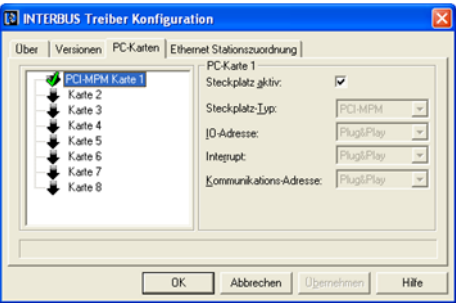 INTERBUS Treiber Konfiguration
Über Versionen PC-Karten Ethernet Stationszuordnung
PCI-MPM Karte 1
Karte 2
Karte 3
Karte 4
Karte 5
Karte 6
Karte 7
Karte 8
PC-Karte 1
Steckplatz aktiv:
Steckplatz-Typ: PCI-MPM
IO-Adresse: Plug&Play
Interrupt: Plug&Play
Kommunikations-Adresse: Plug&Play
OK Abbrechen Übernehmen Hilfe